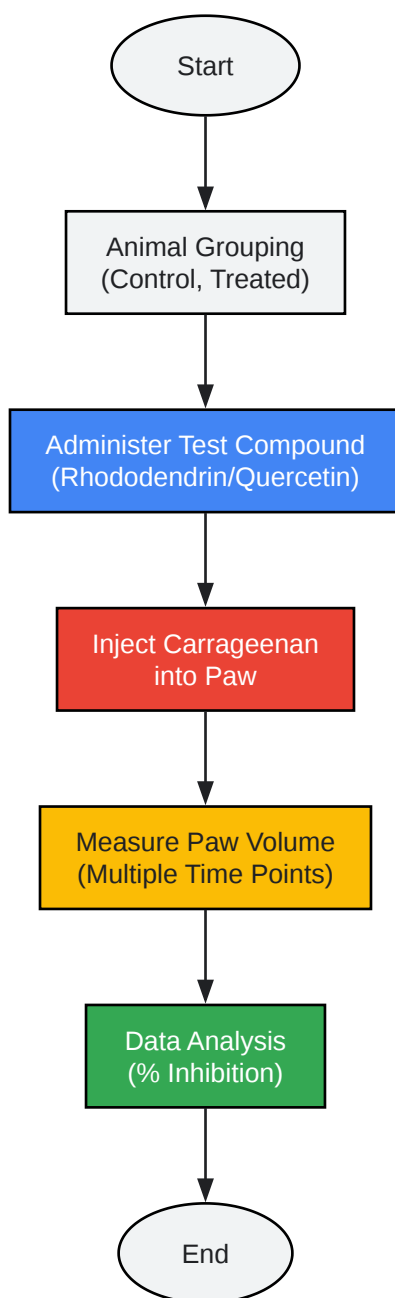 Start
Animal Grouping
(Control, Treated)
Administer Test Compound
(Rhododendrin/Quercetin)
Inject Carrageenan
into Paw
Measure Paw Volume
(Multiple Time Points)
Data Analysis
(% Inhibition)
End